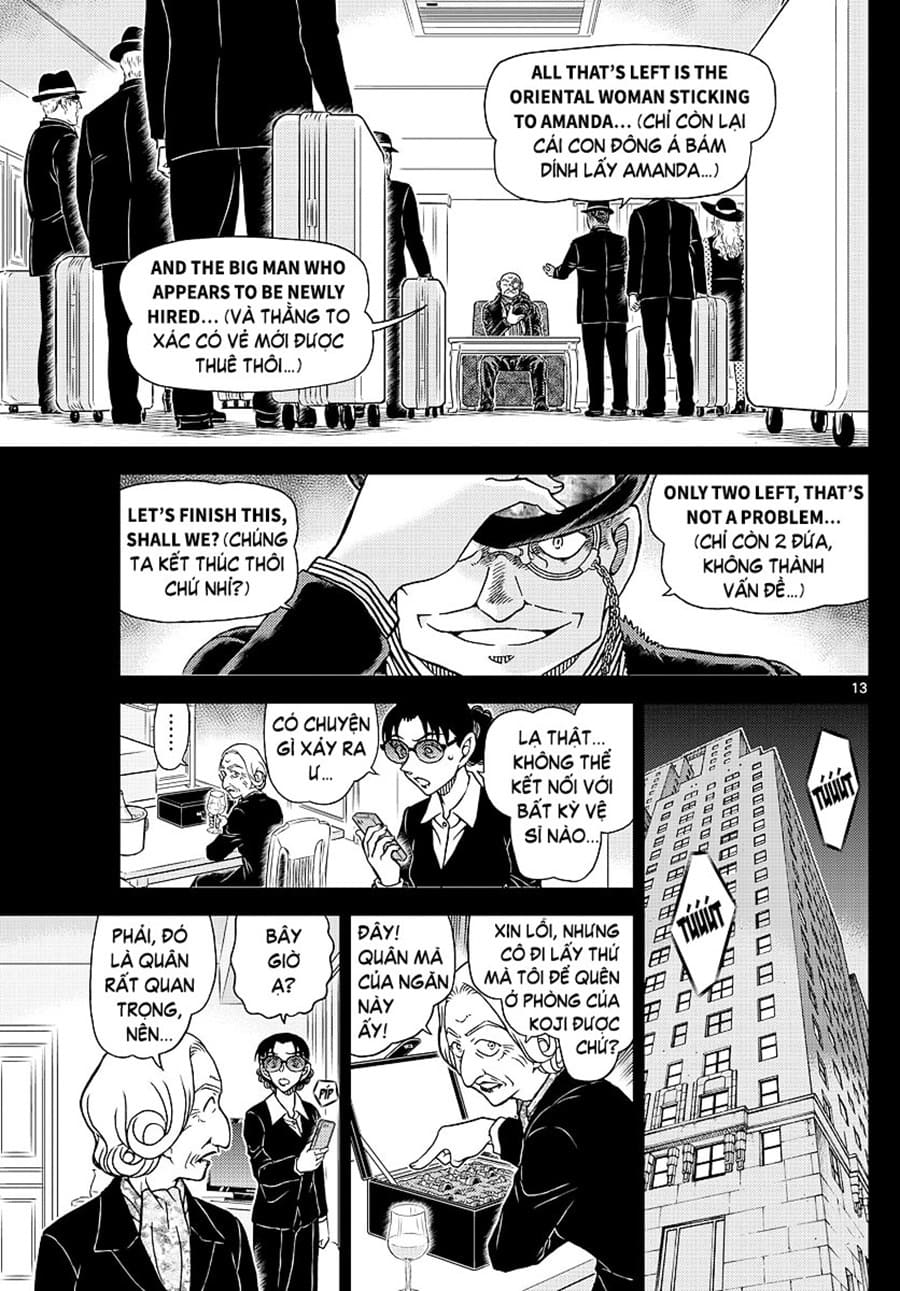 ALL THAT'S LEFT IS THE
ORIENTAL WOMAN STICKING
TO AMANDA... (CHỈ CÒN LẠI
CÁI CON ĐÔNG Á BÁM
DÍNH LẤY AMANDA...)
AND THE BIG MAN WHO
APPEARS TO BE NEWLY
HIRED... (VÀ THẰNG TO
XÁC CÓ VẺ MỚI ĐƯỢC
THUÊ THÔI...)
ONLY TWO LEFT, THAT'S
NOT A PROBLEM...
(CHỈ CÒN 2 ĐỨA,
KHÔNG THÀNH
VẤN ĐỀ...)
LET'S FINISH THIS,
SHALL WE? (CHÚNG
TA KẾT THÚC THÔI
CHỨ NHỈ?)
13
TÚÚÚT
TÚÚÚT
LẠ THẬT...
KHÔNG THỂ
KẾT NỐI VỚI
BẤT KỲ VỆ
SĨ NÀO...
CÓ CHUYỆN
GÌ XẢY RA
Ư...
......
XIN LỖI, NHƯNG
CÔ ĐI LẤY THỨ
MÀ TÔI ĐỂ QUÊN
Ở PHÒNG CỦA
KOJI ĐƯỢC
CHỨ?
ĐÂY!
QUÂN MÃ
CỦA NGĂN
NÀY
ẤY!
BÂY
GIỜ
Ạ?
PÍP
PHẢI, ĐÓ
LÀ QUÂN
RẤT QUAN
TRỌNG,
NÊN...